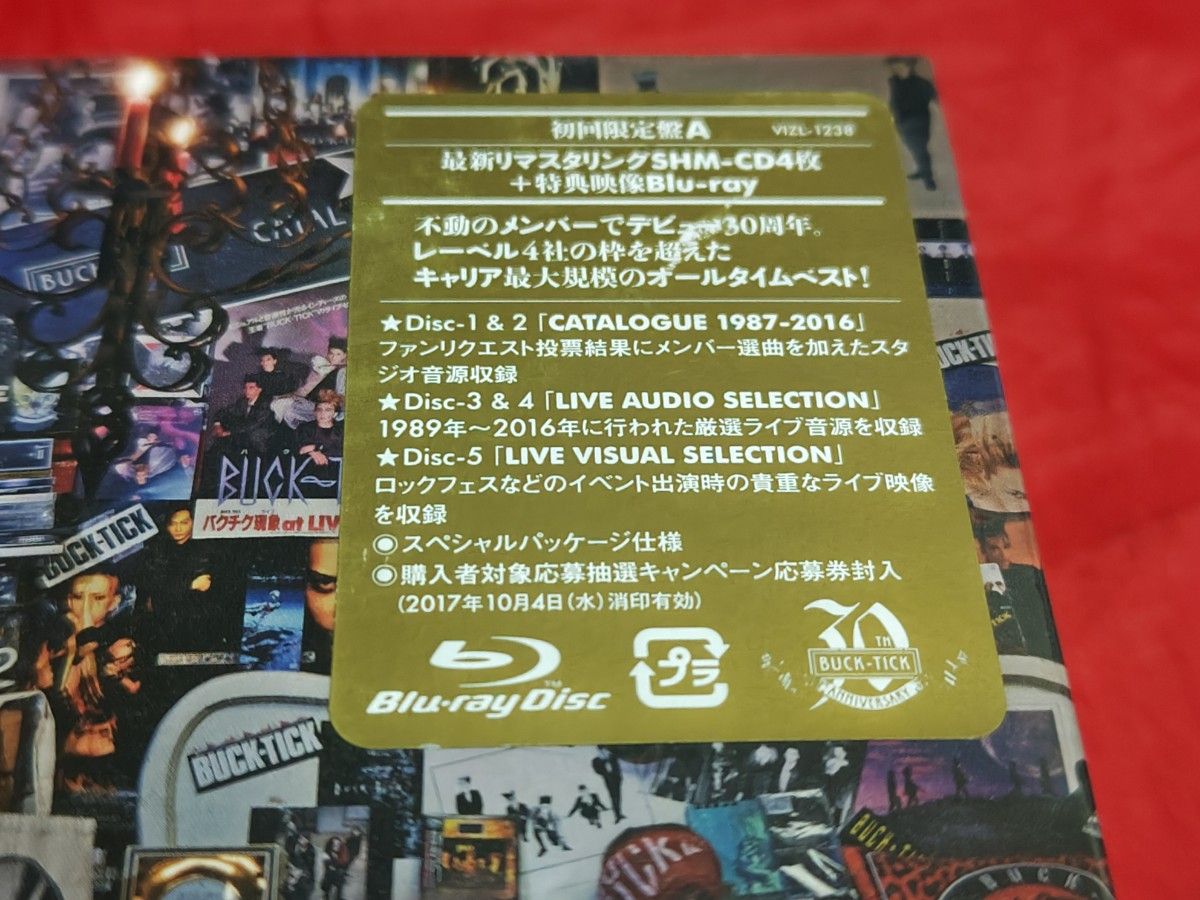 初回限定盤A
VIZL-1238
最新リマスタリングSHM-CD4枚
+特典映像Blu-ray
不動のメンバーでデビュー30周年。
レーベル4社の枠を超えた
キャリア最大規模のオールタイムベスト!
★Disc-1 & 2「CATALOGUE 1987-2016」
ファンリクエスト投票結果にメンバー選曲を加えたスタ
ジオ音源収録
★Disc-3 & 4「LIVE AUDIO SELECTION」
1989年〜2016年に行われた厳選ライブ音源を収録
★Disc-5「LIVE VISUAL SELECTION」
ロックフェスなどのイベント出演時の貴重なライブ映像
を収録
◉スペシャルパッケージ仕様
◉購入者対象応募抽選キャンペーン応募券封入
(2017年10月4日(水)消印有効)
Blu-ray Disc
プラ
30TH
BUCK-TICK
ANNIVERSARY
BUCK-
CATAL
BUCK-T
バクチク現象 at LIV
BUCK-TICK
BUCK-TICK
BUCK-TICK
BUCK-T
BUCK